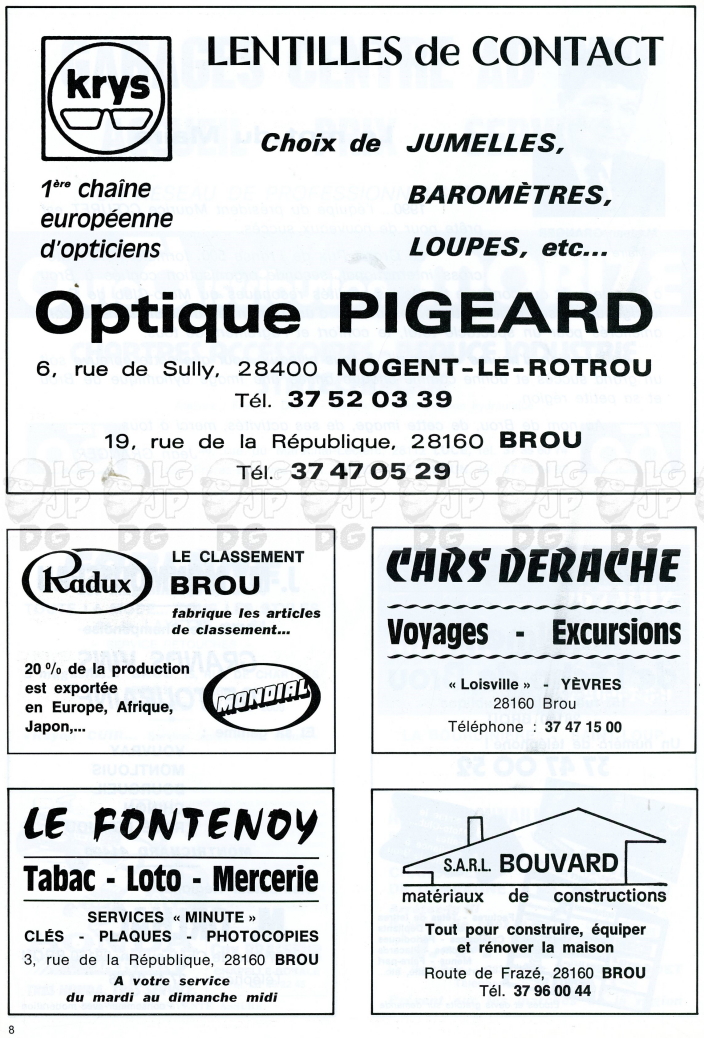 krys
LENTILLES de CONTACT
Choix de JUMELLES,
BAROMÈTRES,
LOUPES, etc...
1ère chaîne
européenne
d'opticiens
Optique PIGEARD
6, rue de Sully, 28400 NOGENT-LE-ROTROU
Tél. 37 52 03 39
19, rue de la République, 28160 BROU
Tél. 37 47 05 29
LG
JP
DG
Radux
LE CLASSEMENT
BROU
fabrique les articles
de classement...
20 % de la production
est exportée
en Europe, Afrique,
Japon,...
MONDIAL
CARS DERACHE
Voyages - Excursions
« Loisville » - YÈVRES
28160 Brou
Téléphone : 37 47 15 00
LE FONTENOY
Tabac - Loto - Mercerie
SERVICES « MINUTE »
CLÉS - PLAQUES - PHOTOCOPIES
3, rue de la République, 28160 BROU
A votre service
du mardi au dimanche midi
S.A.R.L. BOUVARD
matériaux de constructions
Tout pour construire, équiper
et rénover la maison
Route de Frazé, 28160 BROU
Tél. 37 96 00 44
8